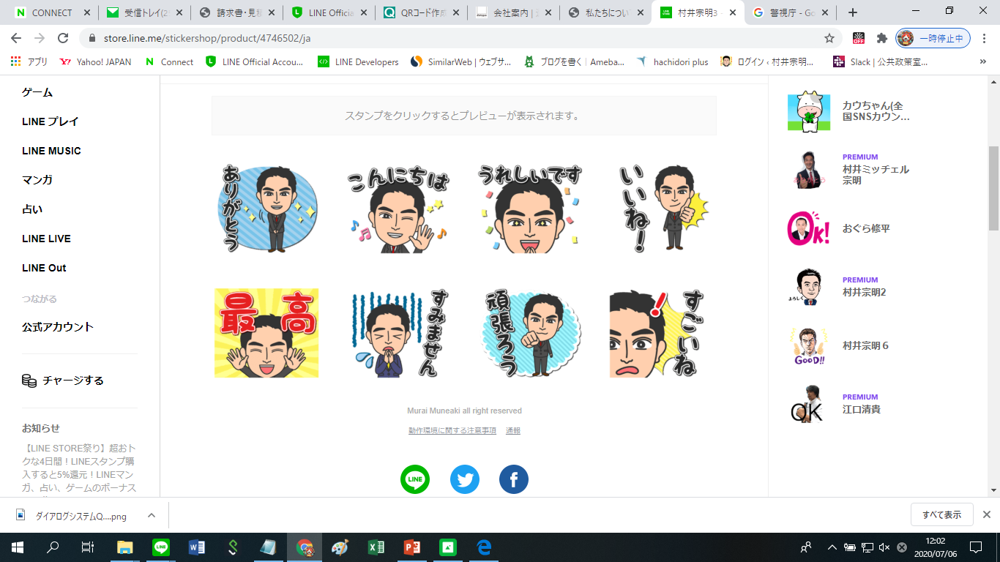 CONNECT
受信トレイ(2
請求書・見積
LINE Officia
QRコード作成
会社案内 |
私たちについ
村井宗明3 -
警視庁 - Go
store.line.me/stickershop/product/4746502/ja
OFF
一時停止中
アプリ
Yahoo! JAPAN
Connect
LINE Official Accou...
LINE Developers
SimilarWeb | ウェブサ...
ブログを書く | Ameba...
hachidori plus
ログイン ‹ 村井宗明...
Slack | 公共政策室...
»
ゲーム
LINE プレイ
LINE MUSIC
マンガ
占い
LINE LIVE
LINE Out
つながる
公式アカウント
チャージする
お知らせ
【LINE STORE祭り】超おト
クな4日間！LINEスタンプ購
入すると5%還元！LINEマン
ガ、占い、ゲームのボーナス
スタンプをクリックするとプレビューが表示されます。
ありがとう
こんにちは
うれしいです
いいね！
最高
すみません
頑張ろう
すごいね
!
Murai Muneaki all right reserved
動作環境に関する注意事項
通報
LINE
カウちゃん(全
国SNSカウン...
PREMIUM
村井ミッチェル
宗明
ありがとう
OK!
おぐら修平
PREMIUM
村井宗明2
よろしく
村井宗明６
GOOD!!
PREMIUM
江口清貴
OK
ダイアログシステムQ....png
すべて表示
12:02
2020/07/06